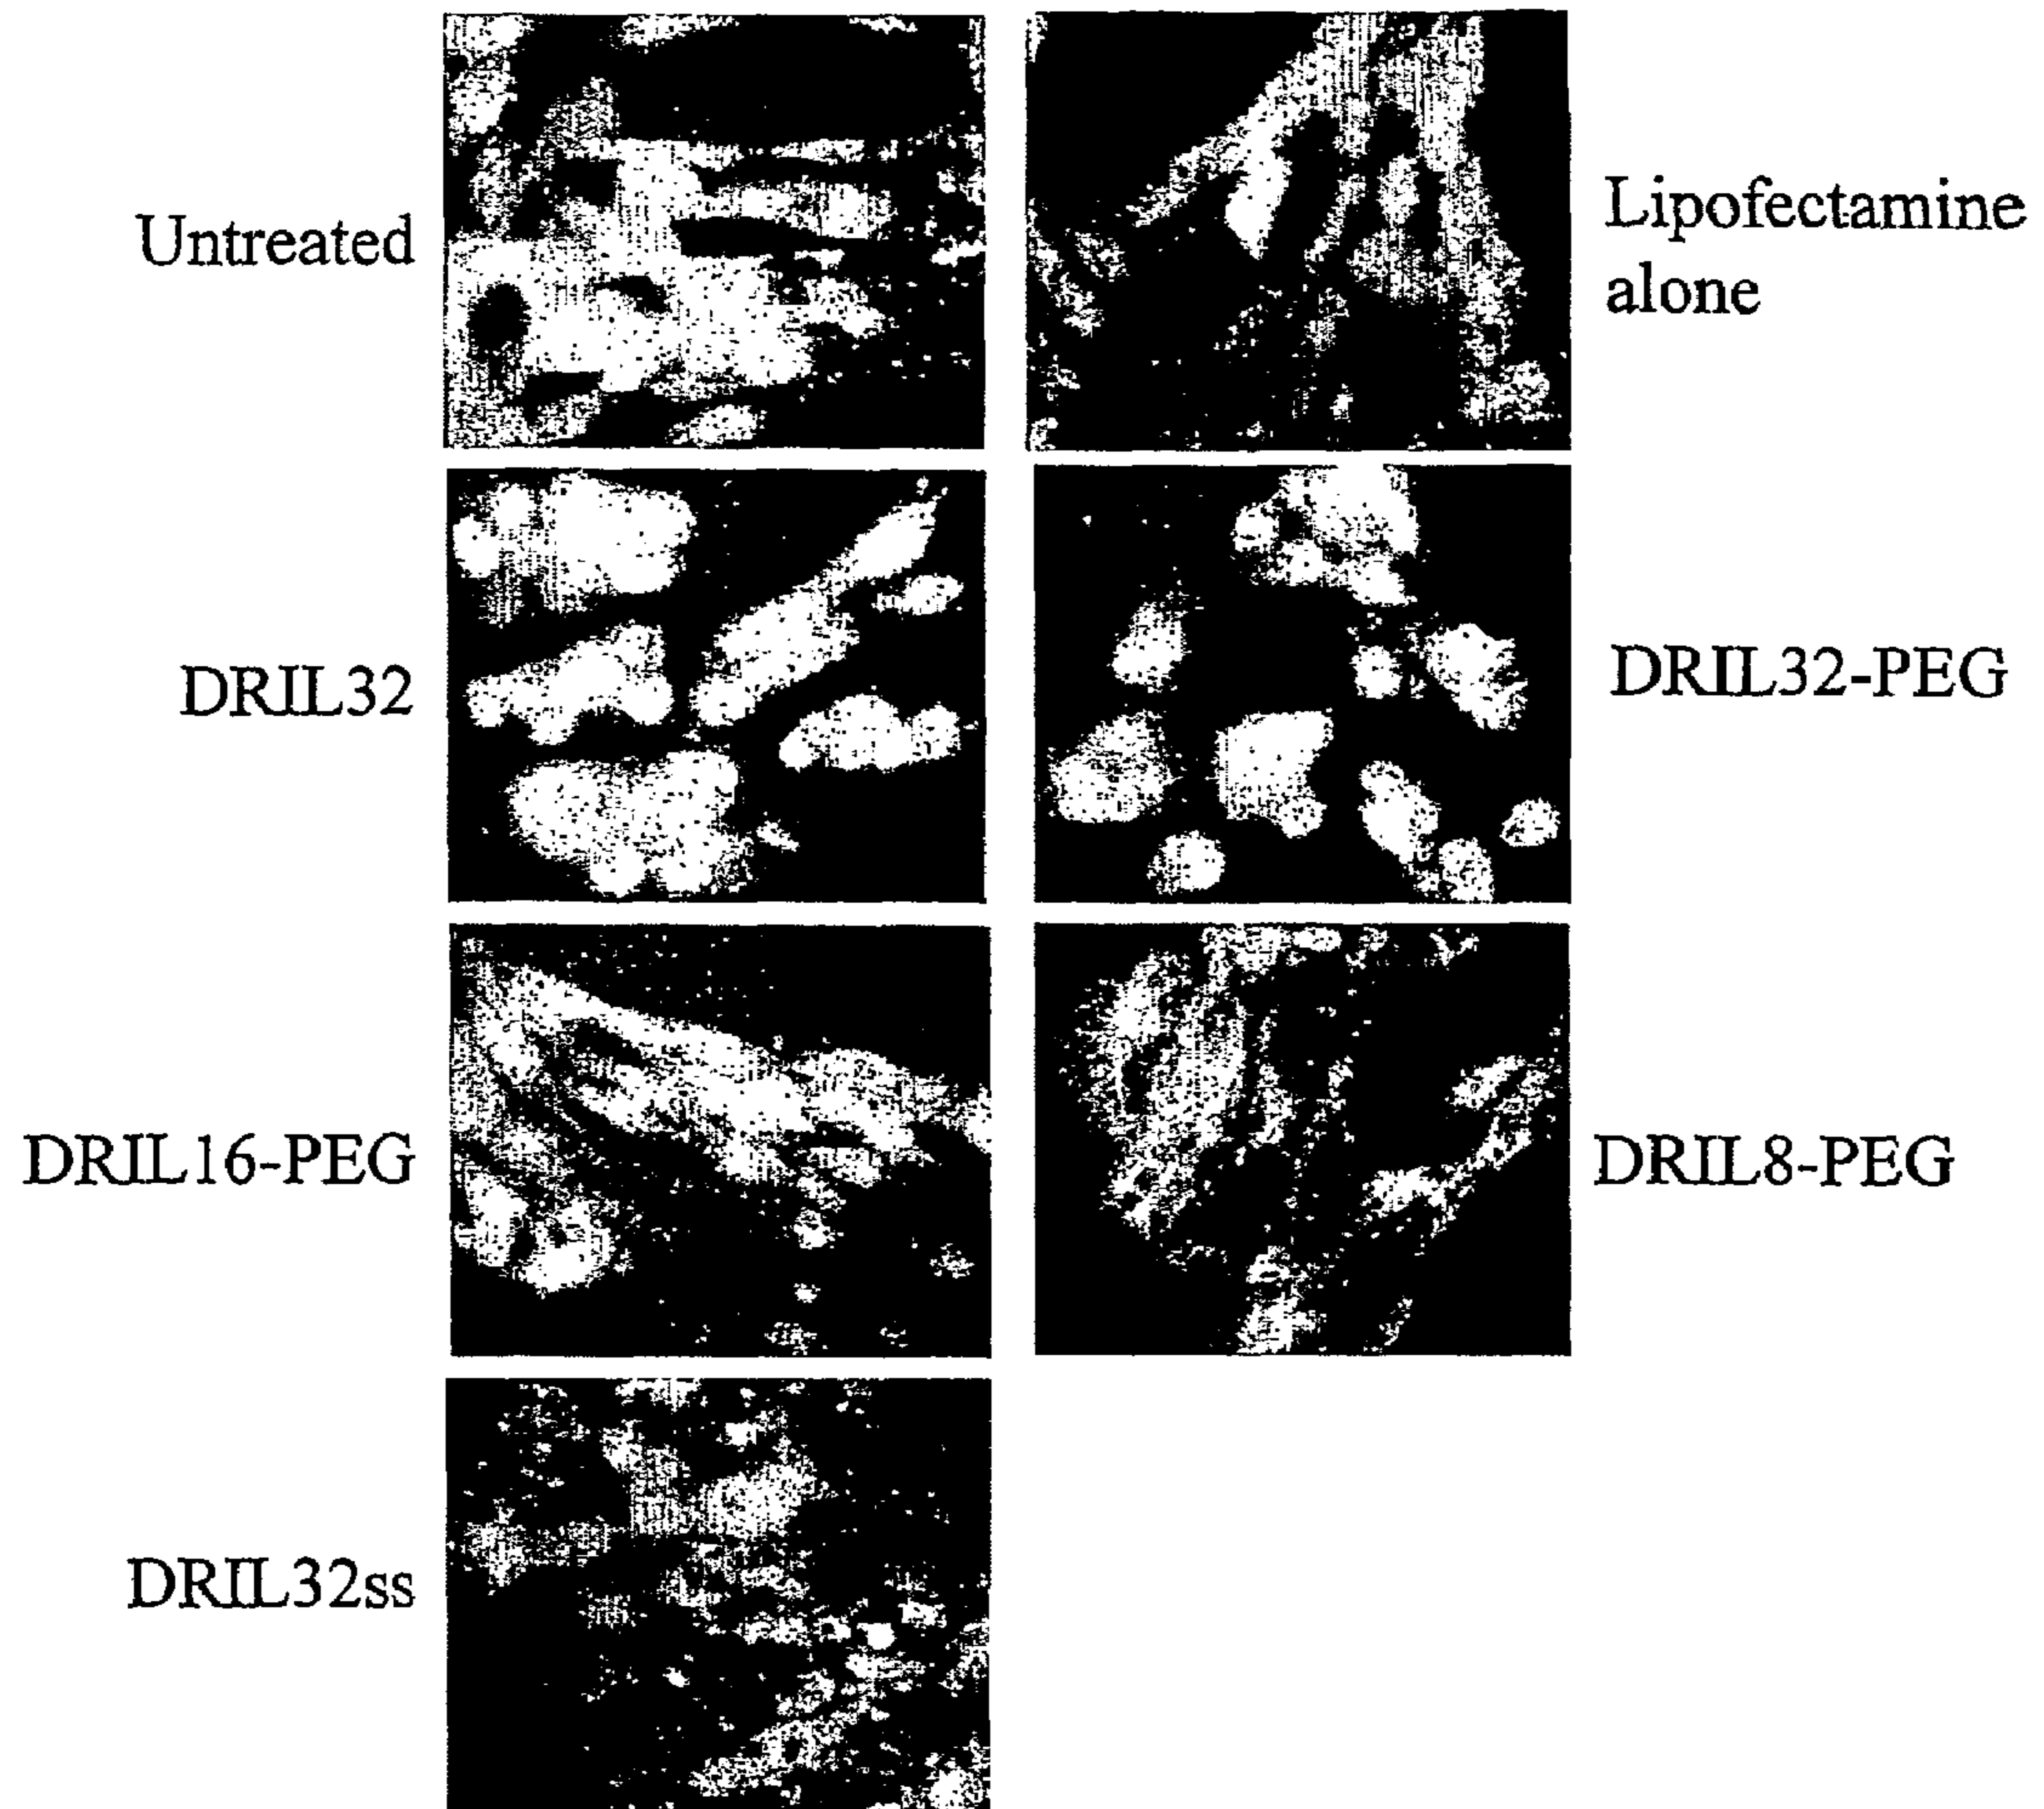 Untreated
Lipofectamine
alone
DRIL32
DRIL32-PEG
DRIL16-PEG
DRIL8-PEG
DRIL32ss